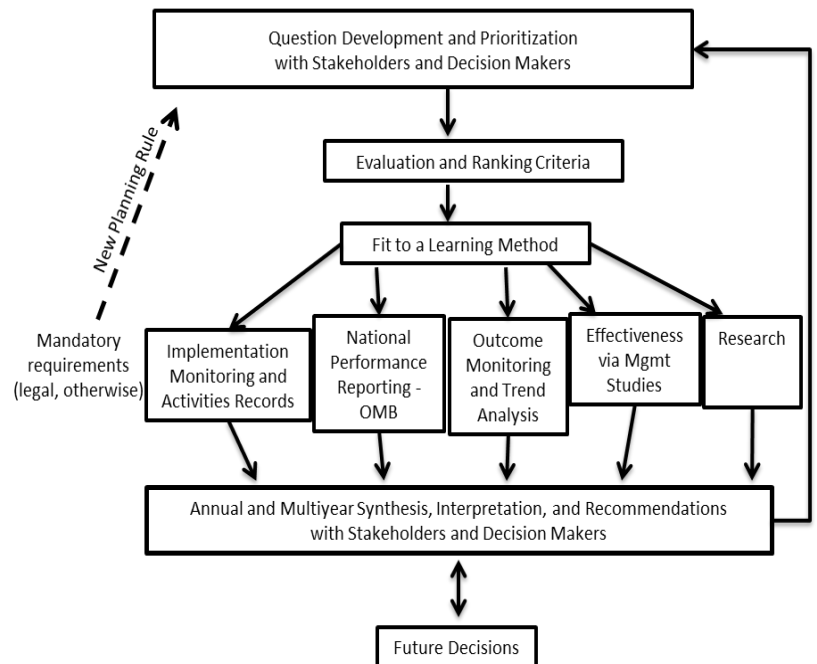 Question Development and Prioritization
with Stakeholders and Decision Makers
New Planning Rule
Evaluation and Ranking Criteria
Fit to a Learning Method
Mandatory
requirements
(legal, otherwise)
Implementation
Monitoring and
Activities Records
National
Performance
Reporting -
OMB
Outcome
Monitoring
and Trend
Analysis
Effectiveness
via Mgmt
Studies
Research
Annual and Multiyear Synthesis, Interpretation, and Recommendations
with Stakeholders and Decision Makers
Future Decisions